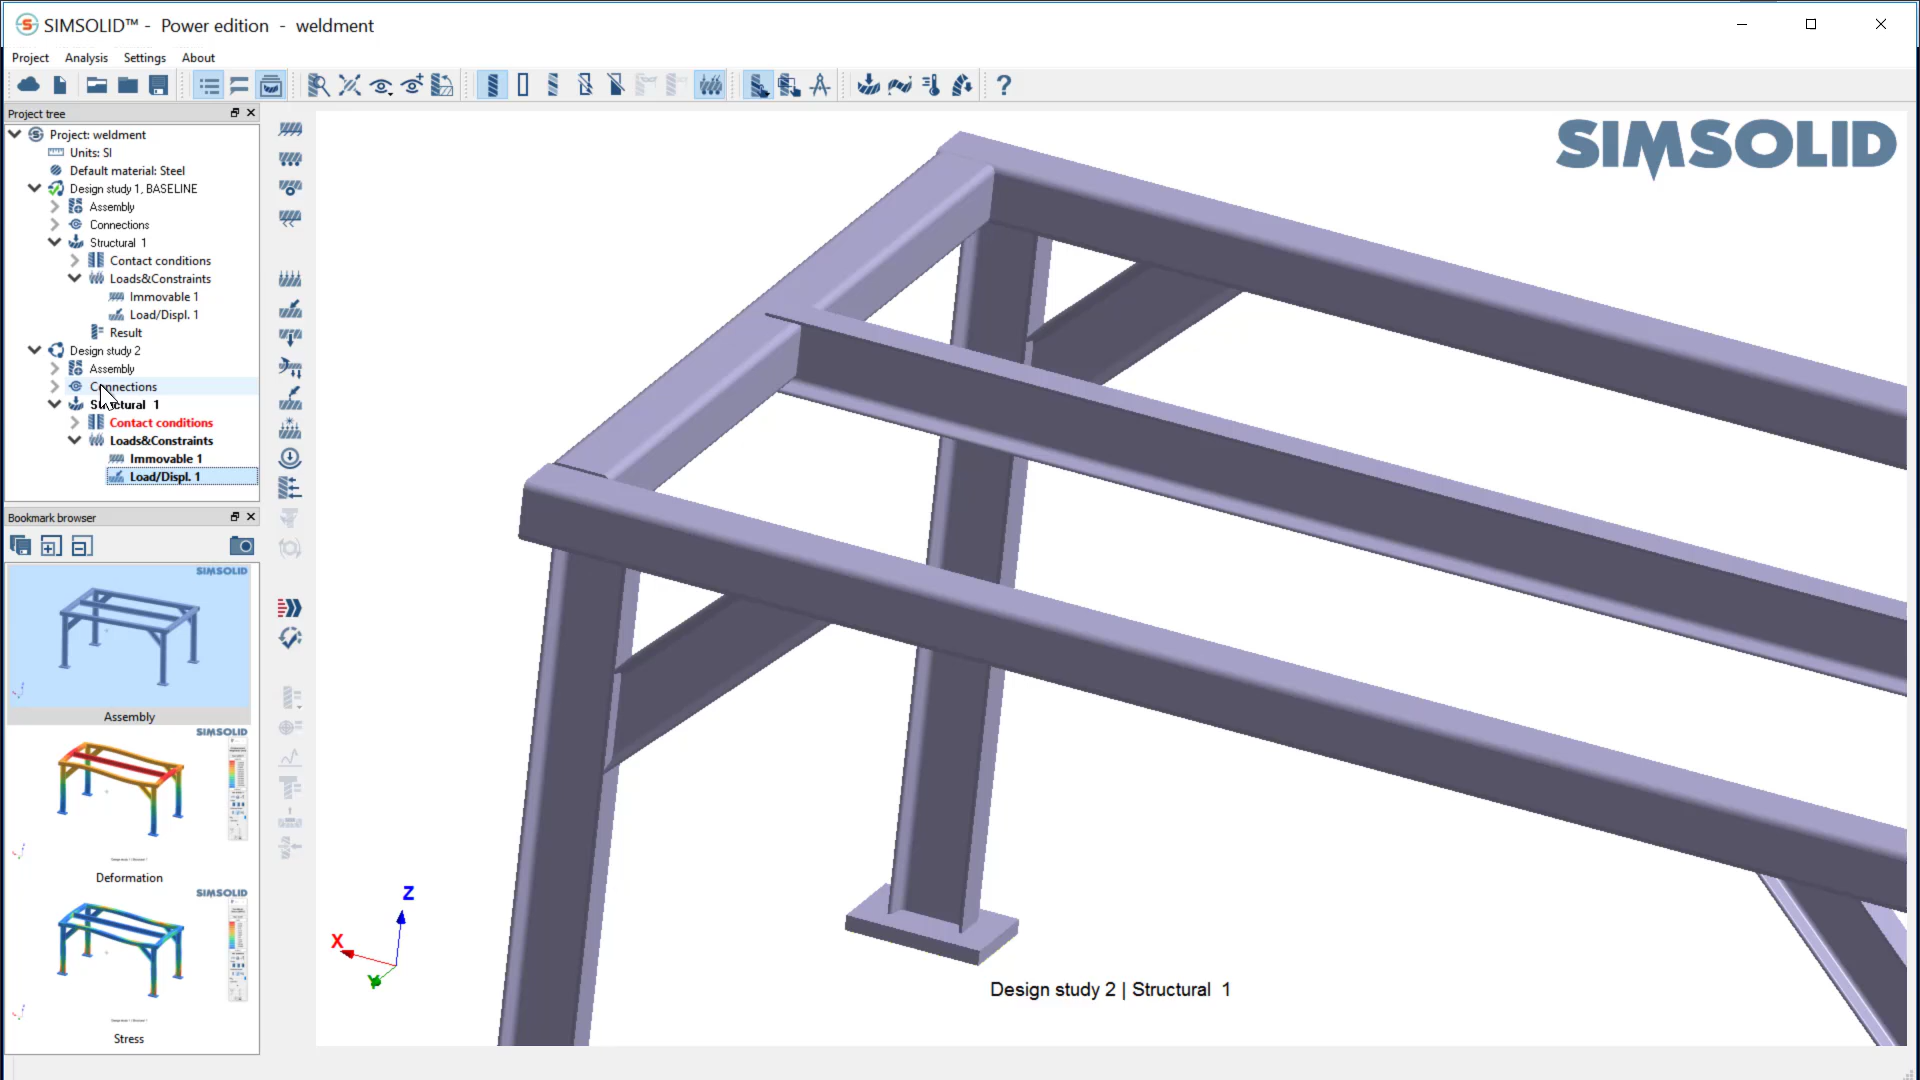 SIMSOLID™ - Power edition - weldment
Project Analysis Settings About
Project tree
Project: weldment
Units: SI
Default material: Steel
Design study 1, BASELINE
Assembly
Connections
Structural 1
Contact conditions
Loads&Constraints
Immovable 1
Load/Displ. 1
Result
Design study 2
Assembly
Connections
Structural 1
Contact conditions
Loads&Constraints
Immovable 1
Load/Displ. 1
Bookmark browser
SIMSOLID
Assembly
SIMSOLID
Deformation
SIMSOLID
Stress
SIMSOLID
Z
X
Y
Design study 2 | Structural 1